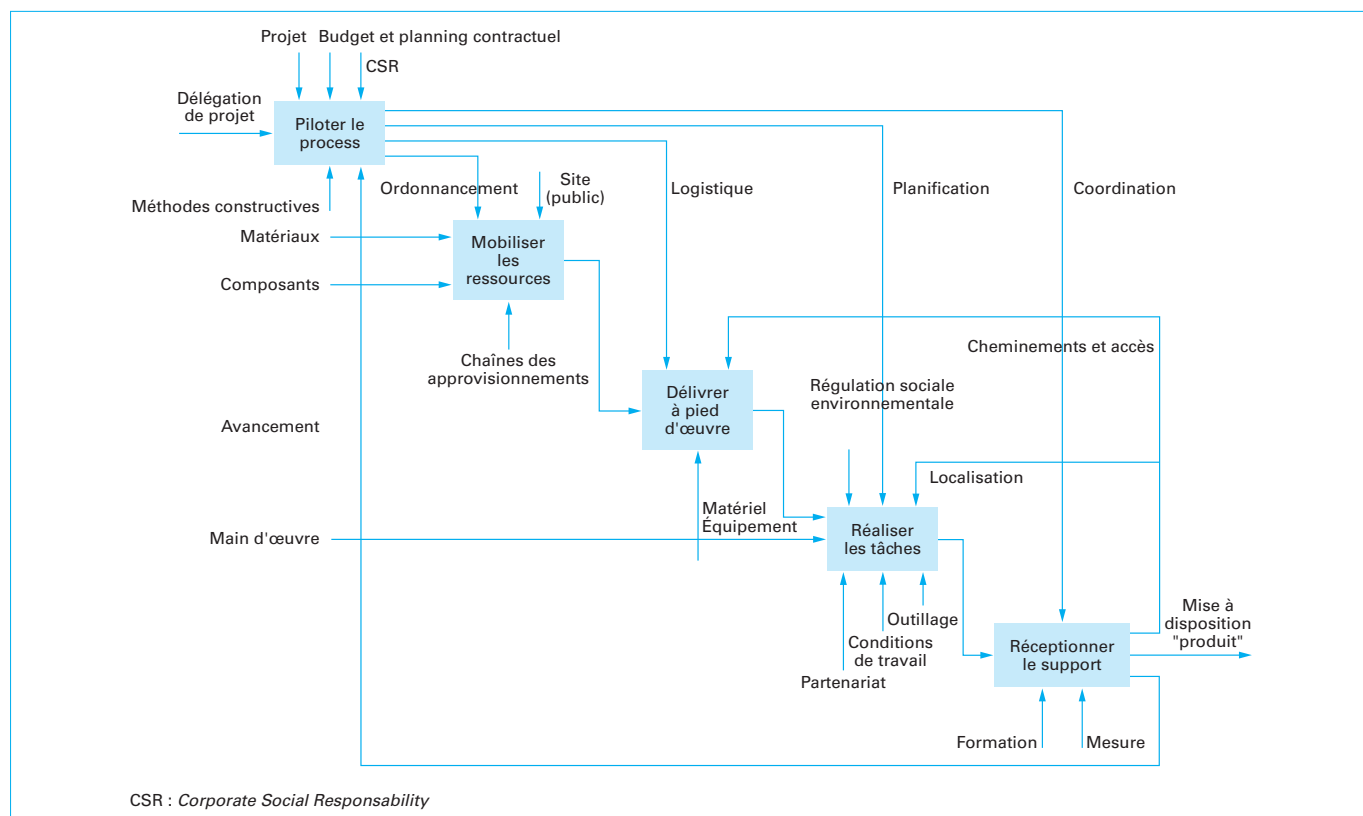 Projet
Budget et planning contractuel
CSR
Délégation
de projet
Piloter le
process
Méthodes constructives
Ordonnancement
Site
(public)
Logistique
Planification
Coordination
Matériaux
Mobiliser
les
ressources
Composants
Chaînes des
approvisionnements
Cheminements et accès
Régulation sociale
environnementale
Délivrer
à pied
d'œuvre
Avancement
Localisation
Matériel
Équipement
Main d'œuvre
Réaliser
les tâches
Outillage
Conditions
de travail
Partenariat
Mise à
disposition
"produit"
Réceptionner
le support
Formation
Mesure
CSR : Corporate Social Responsability